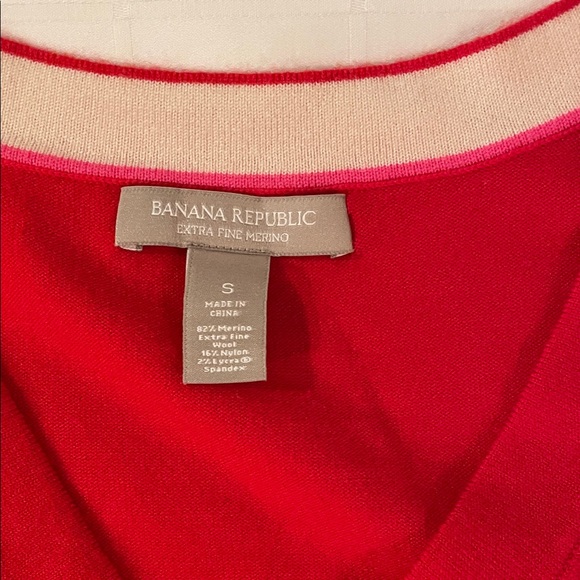 BANANA REPUBLIC
EXTRA FINE MERINO
S
MADE IN
CHINA
82% Merino
Extra Fine
Wool
16% Nylon
2% Lycra ®
Spandex